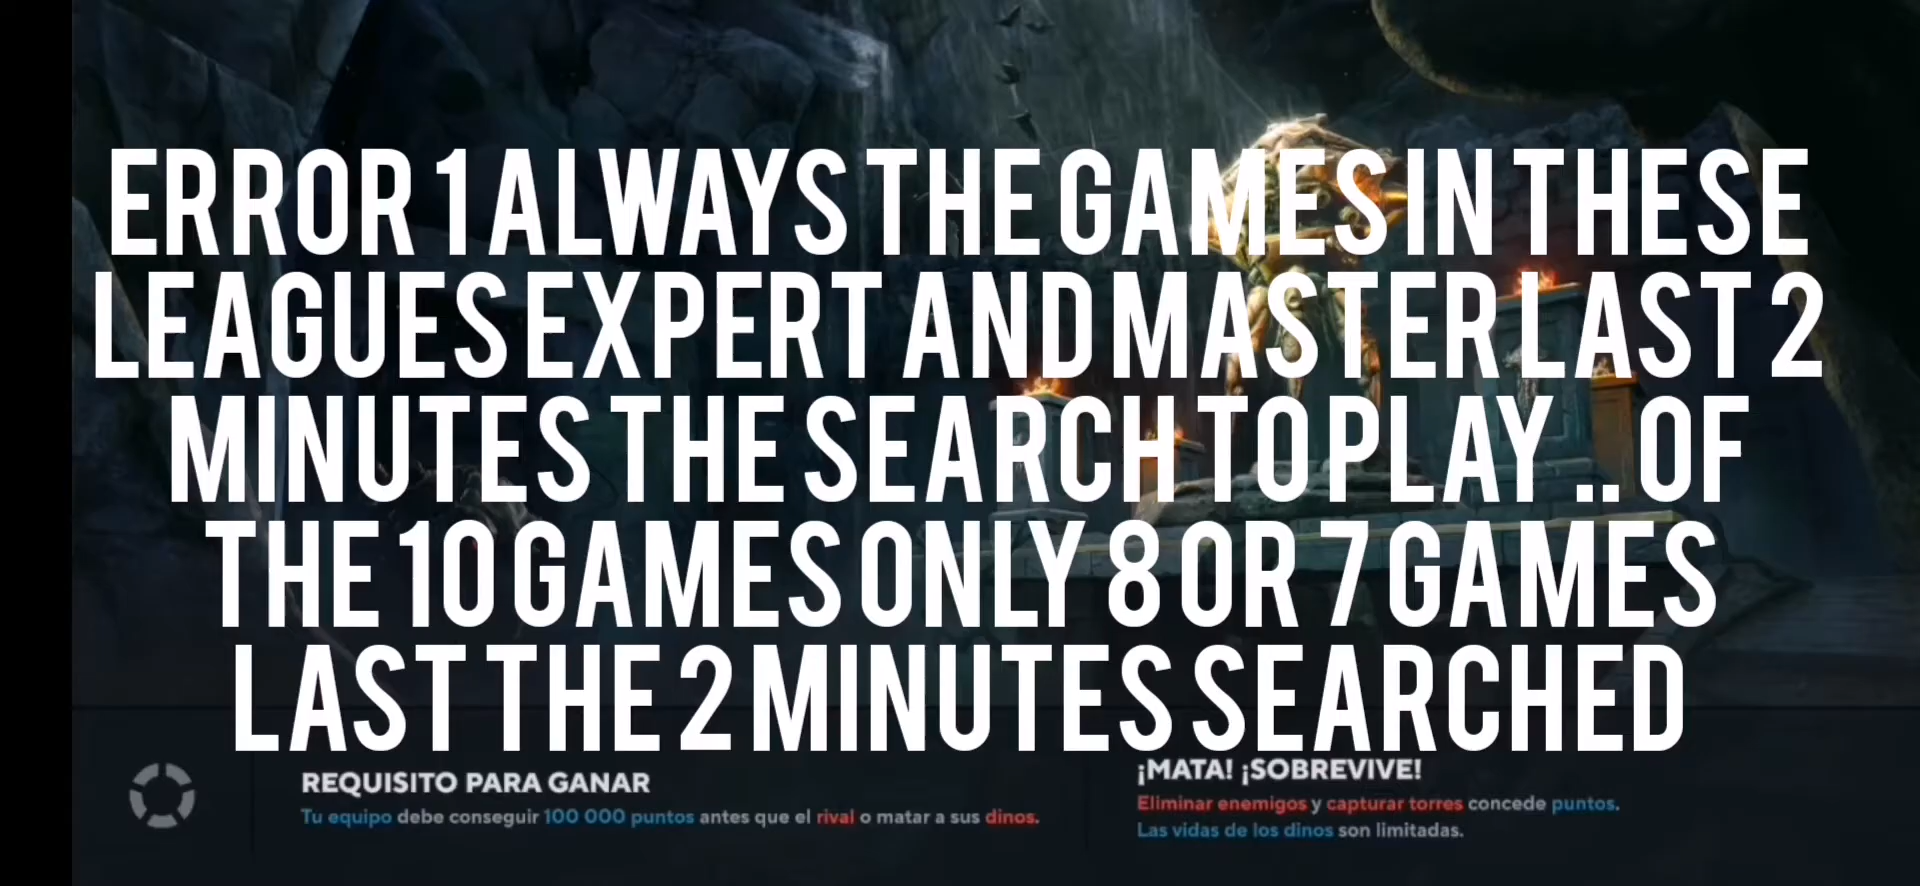 ERROR 1 ALWAYS THE GAMES IN THESE
LEAGUES EXPERT AND MASTER LAST 2
MINUTES THE SEARCH TO PLAY .. OF
THE 10 GAMES ONLY 8 OR 7 GAMES
LAST THE 2 MINUTES SEARCHED
REQUISITO PARA GANAR
Tu equipo debe conseguir 100 000 puntos antes que el rival o matar a sus dinos.
¡MATA! ¡SOBREVIVE!
Eliminar enemigos y capturar torres concede puntos.
Las vidas de los dinos son limitadas.